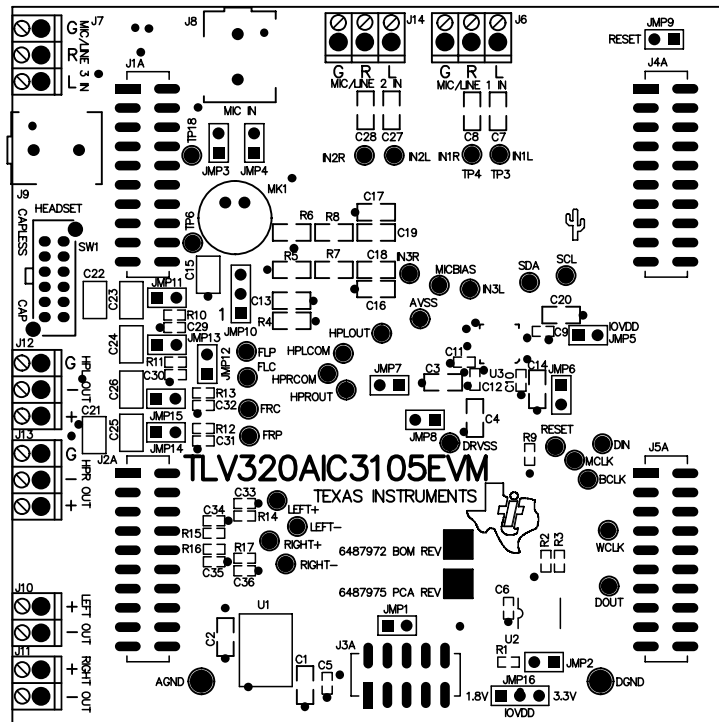 J7
MIC/LINE 3 IN
R
L
J1A
J8
MIC IN
J14
G R L
MIC/LINE 2 IN
J6
G R L
MIC/LINE 1 IN
JMP9
RESET
J4A
TP18
JMP3
JMP4
C28
C27
IN2R
IN2L
C8
C7
IN1R
IN1L
TP4
TP3
J9
HEADSET
CAPLESS
SW1
CAP
MK1
TP6
R6
R8
C17
C19
R5
R7
C18
C16
C15
C13
R4
1
JMP10
IN3R
MICBIAS
IN3L
AVSS
SDA
SCL
C22
C23
JMP11
R10
C29
C24
JMP13
R11
C30
JMP12
HPLOUT
HPLCOM
HPRCOM
HPROUT
FLP
FLC
FRC
FRP
C20
C9
IOVDD
JMP5
C11
U3
C12
C10
C14
JMP6
JMP7
C3
C4
JMP8
DRVSS
J12
G
HPL OUT
−
+
C26
R13
C32
JMP15
C21
C25
R12
C31
JMP14
J13
G
HPR OUT
−
+
J2A
RESET
R9
DIN
MCLK
BCLK
J5A
TLV320AIC3105EVM
TEXAS INSTRUMENTS
C33
C34
R14
R15
LEFT+
LEFT−
R16
R17
C35
C36
RIGHT+
RIGHT−
6487972 BOM REV
6487975 PCA REV
R2
R3
WCLK
DOUT
C6
U2
J10
+
LEFT OUT
−
J11
+
RIGHT OUT
−
U1
C2
C1
C5
AGND
JMP1
J3A
R1
JMP2
JMP16
1.8V
3.3V
IOVDD
DGND